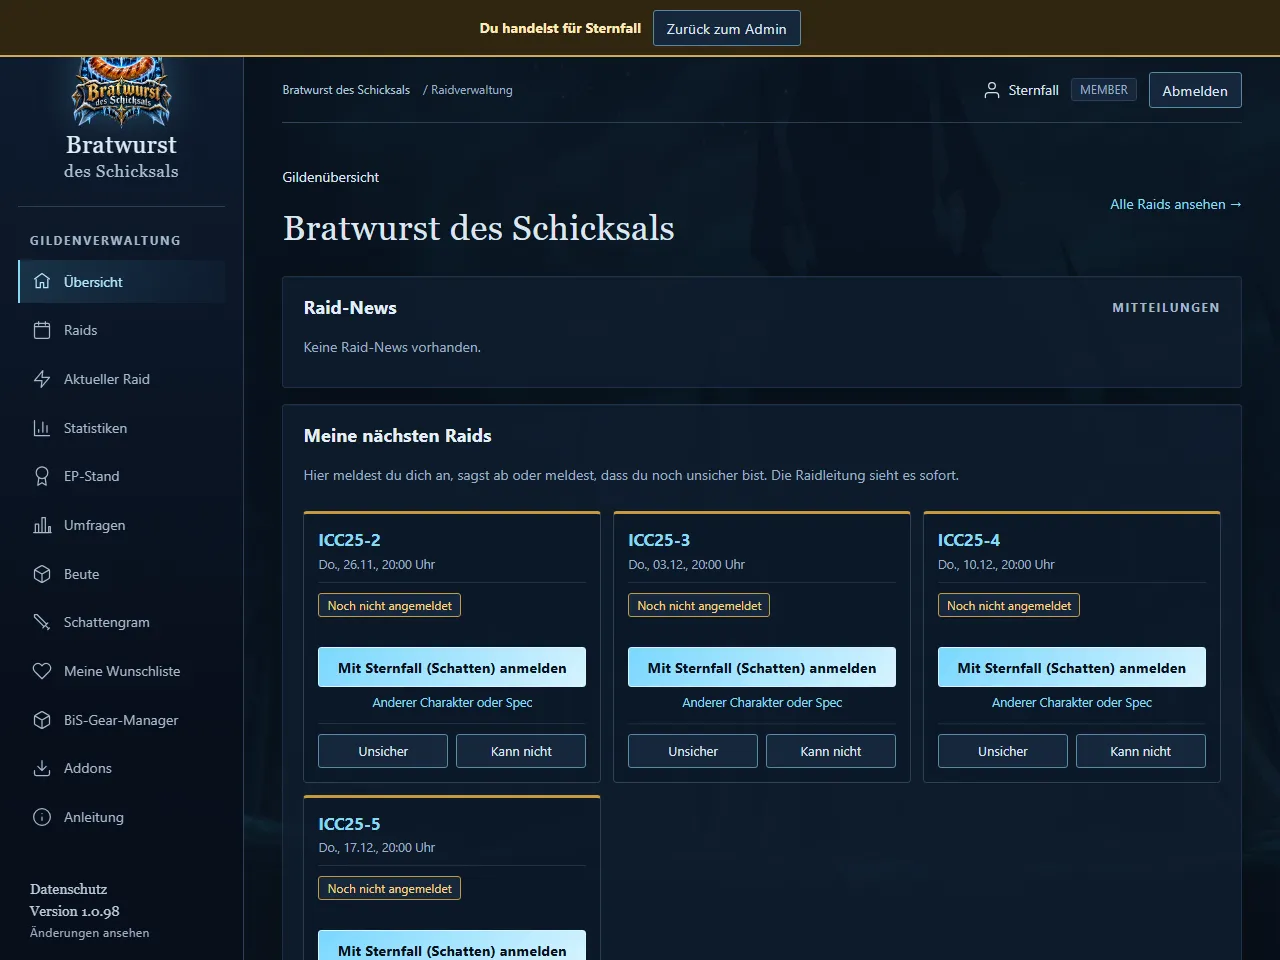 Du handelst für Sternfall
Zurück zum Admin
Bratwurst
des Schicksals
Bratwurst
des Schicksals
GILDENVERWALTUNG
Übersicht
Raids
Aktueller Raid
Statistiken
EP-Stand
Umfragen
Beute
Schattengram
Meine Wunschliste
BiS-Gear-Manager
Addons
Anleitung
Datenschutz
Version 1.0.98
Änderungen ansehen
Bratwurst des Schicksals / Raidverwaltung
Sternfall MEMBER Abmelden
Gildenübersicht
Bratwurst des Schicksals
Alle Raids ansehen →
Raid-News
MITTEILUNGEN
Keine Raid-News vorhanden.
Meine nächsten Raids
Hier meldest du dich an, sagst ab oder meldest, dass du noch unsicher bist. Die Raidleitung sieht es sofort.
ICC25-2
Do., 26.11., 20:00 Uhr
Noch nicht angemeldet
Mit Sternfall (Schatten) anmelden
Anderer Charakter oder Spec
Unsicher Kann nicht
ICC25-3
Do., 03.12., 20:00 Uhr
Noch nicht angemeldet
Mit Sternfall (Schatten) anmelden
Anderer Charakter oder Spec
Unsicher Kann nicht
ICC25-4
Do., 10.12., 20:00 Uhr
Noch nicht angemeldet
Mit Sternfall (Schatten) anmelden
Anderer Charakter oder Spec
Unsicher Kann nicht
ICC25-5
Do., 17.12., 20:00 Uhr
Noch nicht angemeldet
Mit Sternfall (Schatten) anmelden